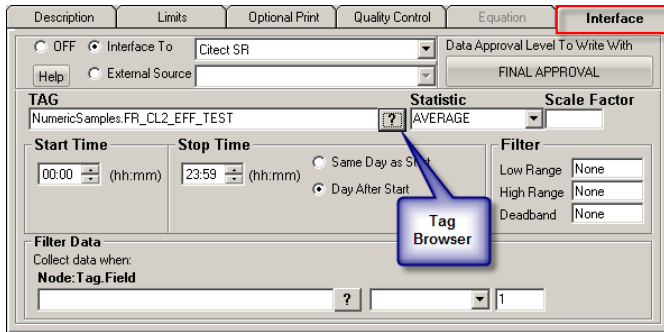 Description Limits Optional Print Quality Control Equation Interface
OFF Interface To Citect SR Data Approval Level To Write With
Help External Source FINAL APPROVAL
TAG Statistic Scale Factor
NumericSamples.FR_CL2_EFF_TEST ? AVERAGE
Start Time Stop Time Filter
00:00 (hh:mm) 23:59 (hh:mm) Same Day as Start Low Range None
Day After Start High Range None
Deadband None
Tag
Browser
Filter Data
Collect data when:
Node:Tag.Field
? 1